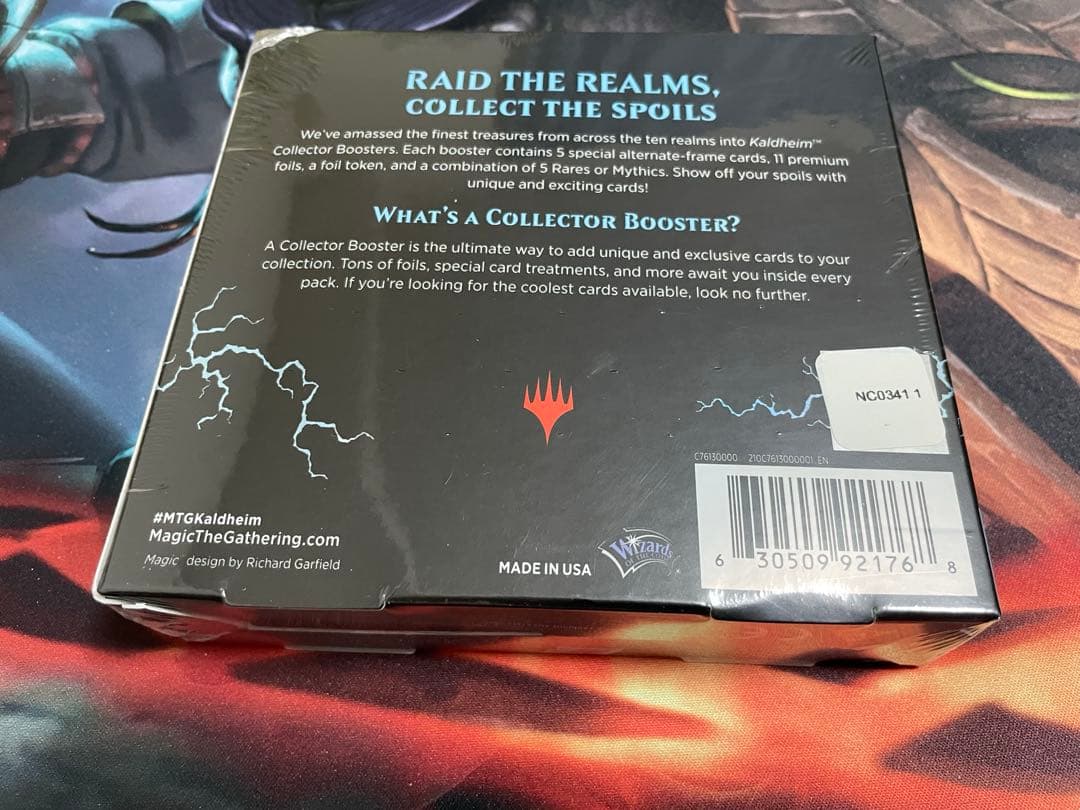 RAID THE REALMS,
COLLECT THE SPOILS
We've amassed the finest treasures from across the ten realms into Kaldheim™
Collector Boosters. Each booster contains 5 special alternate-frame cards, 11 premium
foils, a foil token, and a combination of 5 Rares or Mythics. Show off your spoils with
unique and exciting cards!
WHAT'S A COLLECTOR BOOSTER?
A Collector Booster is the ultimate way to add unique and exclusive cards to your
collection. Tons of foils, special card treatments, and more await you inside every
pack. If you're looking for the coolest cards available, look no further.
NC0341 1
C76130000 210C7613000001 EN
#MTGKaldheim
MagicTheGathering.com
Magic design by Richard Garfield
MADE IN USA
Wizards
OF THE COAST
6 30509 92176 8